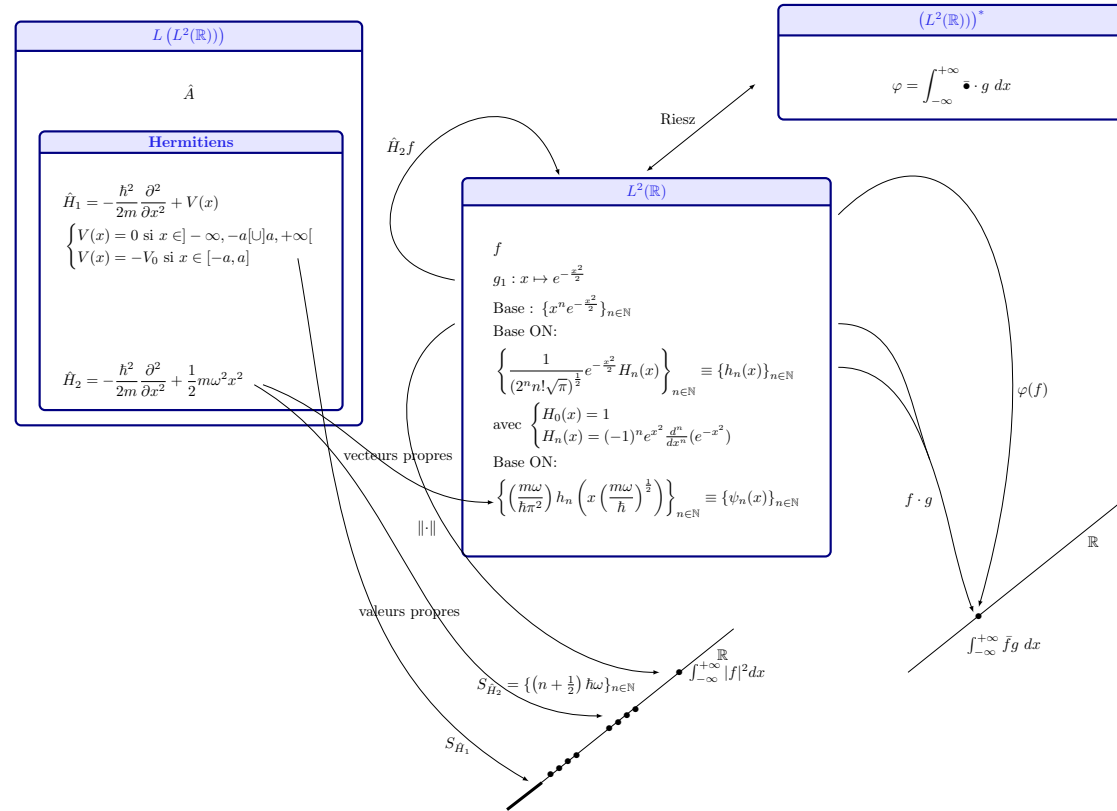 L (L²(ℝ)))
Â
Hermitiens
Ĥ₁ = −ħ²/2m ∂²/∂x² + V(x)
{ V(x) = 0 si x ∈] − ∞, −a[∪]a, +∞[
V(x) = −V₀ si x ∈ [−a, a]
Ĥ₂ = −ħ²/2m ∂²/∂x² + 1/2 mω²x²
(L²(ℝ)))*
φ = ∫_{−∞}^{+∞} •̄ · g dx
Riesz
Ĥ₂f
L²(ℝ)
f
g₁ : x ↦ e^{−x²/2}
Base : {xⁿe^{−x²/2}}_{n∈ℕ}
Base ON:
{ 1/(2ⁿn!√π)^{1/2} e^{−x²/2} Hₙ(x) }_{n∈ℕ} ≡ {hₙ(x)}_{n∈ℕ}
avec { H₀(x) = 1
Hₙ(x) = (−1)ⁿe^{x²} dⁿ/dxⁿ (e^{−x²})
Base ON:
{ (mω/ħπ²) hₙ ( x (mω/ħ)^{1/2} ) }_{n∈ℕ} ≡ {ψₙ(x)}_{n∈ℕ}
φ(f)
vecteurs propres
f · g
‖·‖
ℝ
valeurs propres
∫_{−∞}^{+∞} f̄g dx
ℝ
∫_{−∞}^{+∞} |f|²dx
S_{Ĥ₂} = {(n + 1/2) ħω}_{n∈ℕ}
S_{Ĥ₁}